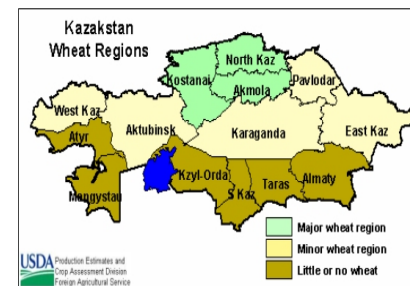 Kazakstan
Wheat Regions
North Kaz
Kostanai
Pavlodar
Akmola
West Kaz
Aktubinsk
Karaganda
East Kaz
Atyr
Kzyl-Orda
Almaty
Mangystau
S Kaz
Taras
Major wheat region
Minor wheat region
Little or no wheat
USDA
Production Estimates and
Crop Assessment Division
Foreign Agricultural Service